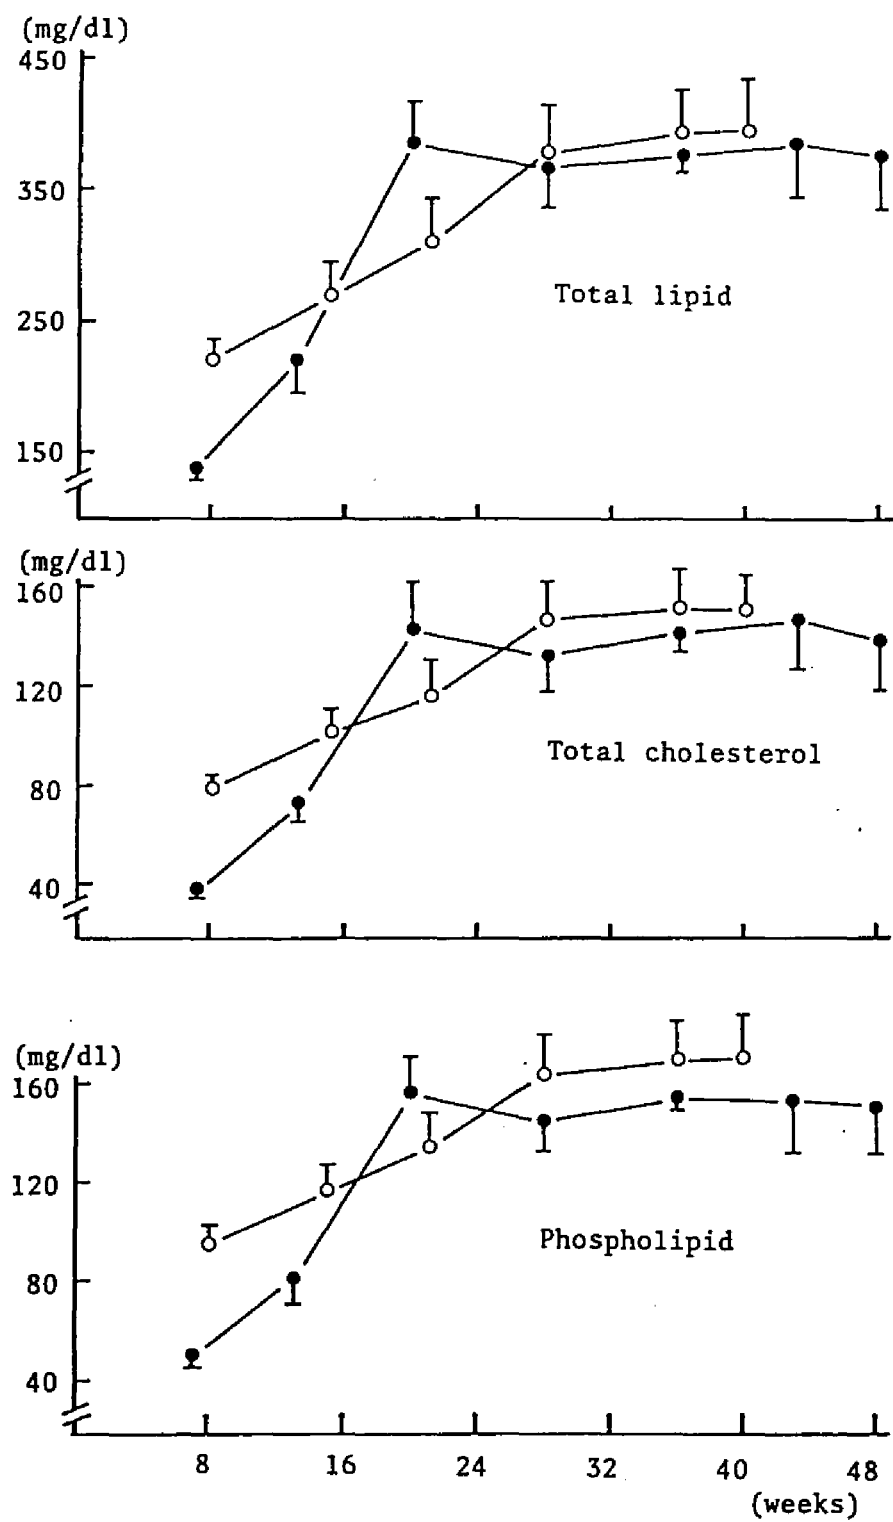 (mg/dl)
450
350
250
150
Total lipid
(mg/dl)
160
120
80
40
Total cholesterol
(mg/dl)
160
120
80
40
Phospholipid
8 16 24 32 40 48
(weeks)